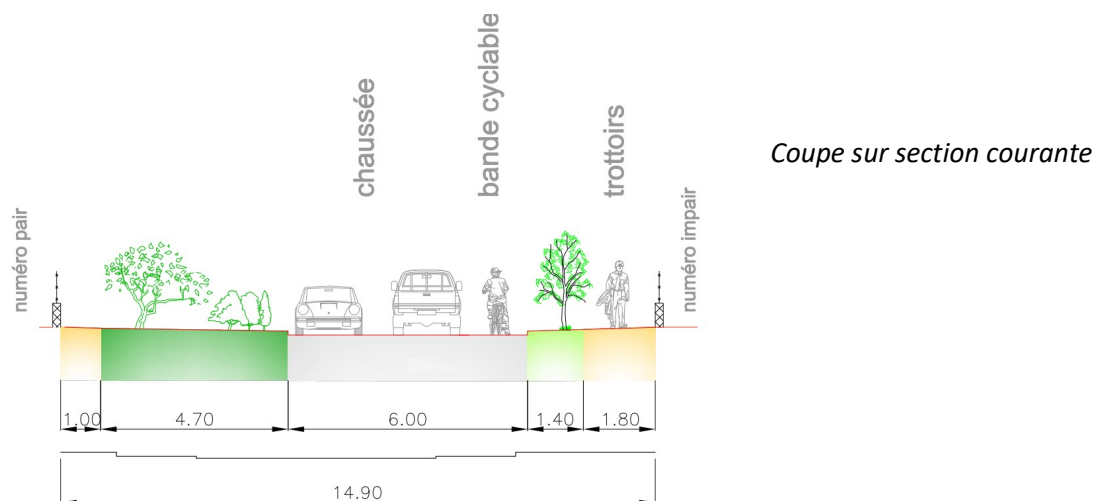 chaussée
bande cyclable
trottoirs
Coupe sur section courante
numéro pair
numéro impair
1.00
4.70
6.00
1.40
1.80
14.90